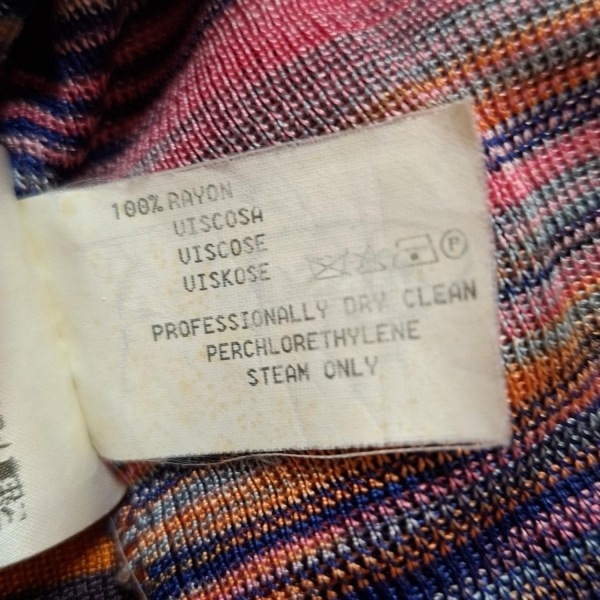 100% RAYON
VISCOSA
VISCOSE
VISKOSE
P
PROFESSIONALLY DRY CLEAN
PERCHLORETHYLENE
STEAM ONLY